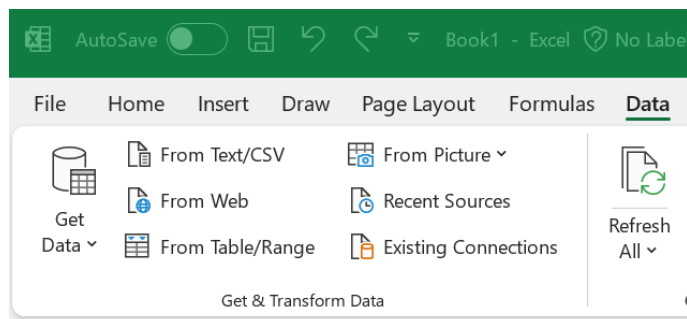 AutoSave Book1 - Excel No Labe
File Home Insert Draw Page Layout Formulas Data
Get Data
From Text/CSV
From Web
From Table/Range
From Picture
Recent Sources
Existing Connections
Get & Transform Data
Refresh All